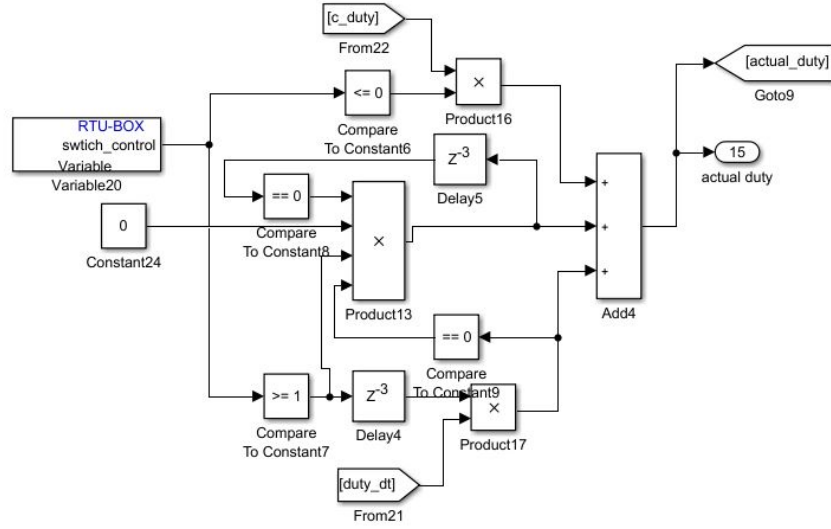 [c_duty]
From22
<= 0
Compare
To Constant6
×
Product16
[actual_duty]
Goto9
RTU-BOX
swtich_control
Variable
Variable20
Z-3
Delay5
15
actual duty
== 0
Compare
To Constant8
0
Constant24
×
Product13
+
+
+
Add4
== 0
Compare
To Constant9
>= 1
Compare
To Constant7
Z-3
Delay4
×
Product17
[duty_dt]
From21